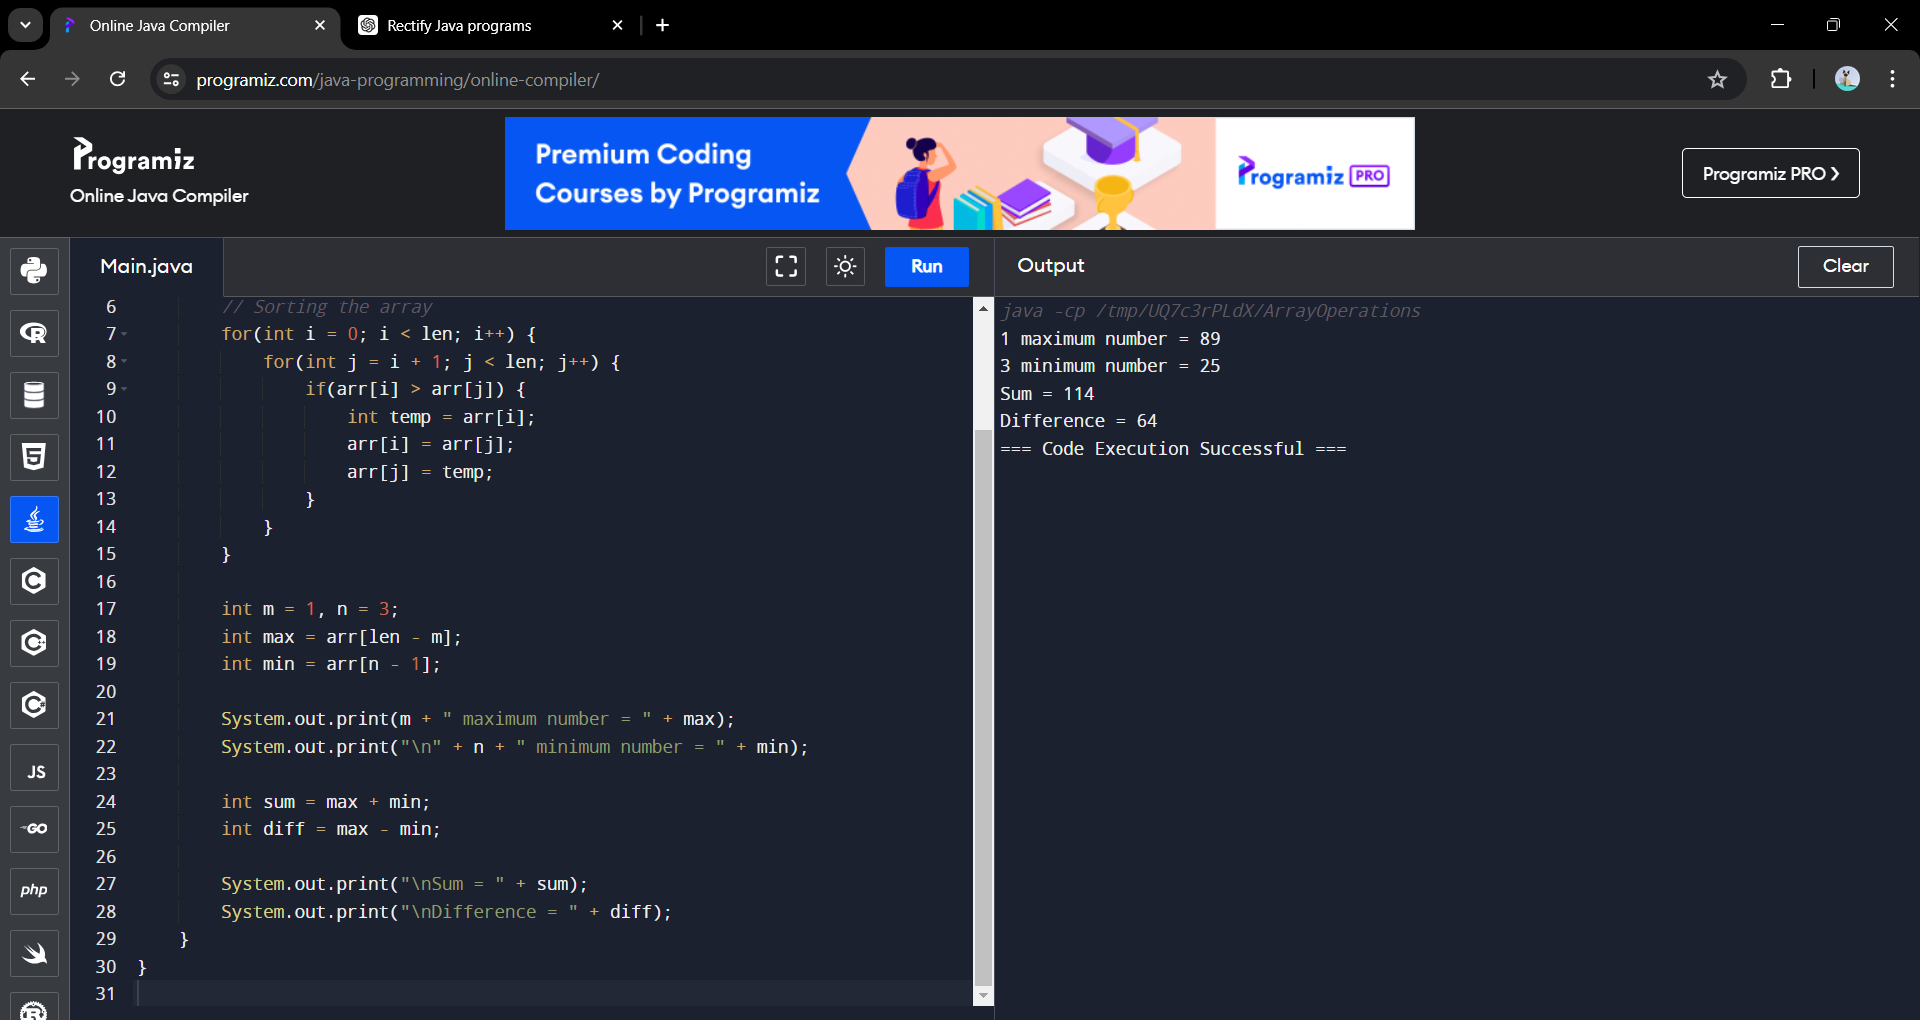 Online Java Compiler
Rectify Java programs
programiz.com/java-programming/online-compiler/
Programiz
Online Java Compiler
Premium Coding
Courses by Programiz
Programiz PRO
Programiz PRO ❯
Main.java
Run
Output
Clear
6 // Sorting the array
7 for(int i = 0; i < len; i++) {
8 for(int j = i + 1; j < len; j++) {
9 if(arr[i] > arr[j]) {
10 int temp = arr[i];
11 arr[i] = arr[j];
12 arr[j] = temp;
13 }
14 }
15 }
16
17 int m = 1, n = 3;
18 int max = arr[len - m];
19 int min = arr[n - 1];
20
21 System.out.print(m + " maximum number = " + max);
22 System.out.print("\n" + n + " minimum number = " + min);
23
24 int sum = max + min;
25 int diff = max - min;
26
27 System.out.print("\nSum = " + sum);
28 System.out.print("\nDifference = " + diff);
29 }
30 }
31
java -cp /tmp/UQ7c3rPLdX/ArrayOperations
1 maximum number = 89
3 minimum number = 25
Sum = 114
Difference = 64
=== Code Execution Successful ===
R
5
C
C
C
JS
GO
php
R